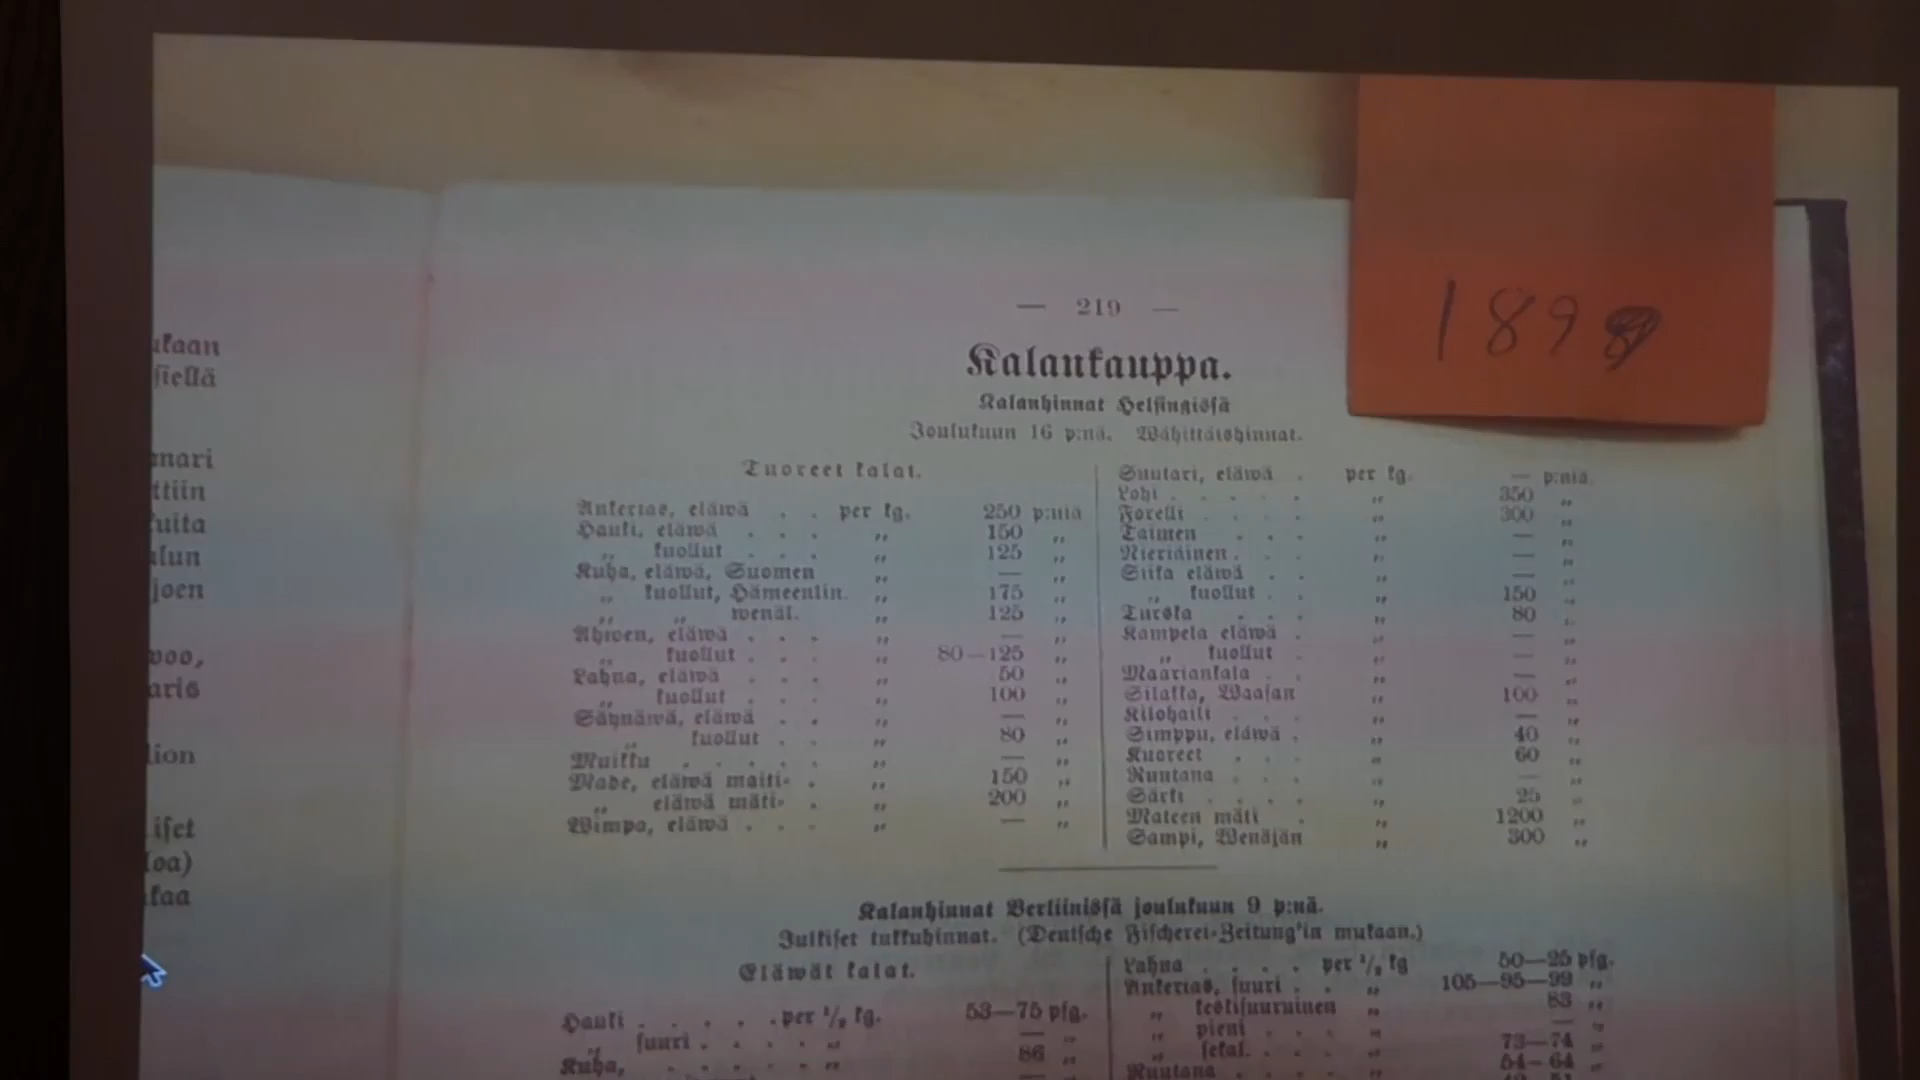 1898
— 219 —
Kalankauppa.
Kalanhinnat Helsingissä
Joulukuun 16 p:nä. Wähittäishinnat.
Tuoreet kalat.
Ankerias, eläwä . . per kg. 250 p:niä
Hauki, eläwä . . . „ 150 „
„ kuollut . . . „ 125 „
Kuha, eläwä, Suomen „ — „
„ kuollut, Hämeenlin. „ 175 „
„ „ wenäl. „ 125 „
Ahwen, eläwä . . . „ — „
„ kuollut . . . „ 80—125 „
Lahna, eläwä . . . „ 50 „
„ kuollut . . . „ 100 „
Säynäwä, eläwä . . „ — „
„ kuollut . . „ 80 „
Muikku . . . . . „ — „
Made, eläwä maiti- . „ 150 „
„ eläwä mäti- . „ 200 „
Wimpa, eläwä . . . „ — „
Suutari, eläwä . per kg. — p:niä.
Lohi . . . . . „ 350 „
Forelli . . . . „ 300 „
Taimen . . . „ — „
Nieriäinen . . . „ — „
Siika eläwä . . „ — „
„ kuollut . . „ 150 „
Turska . . . „ 80 „
Kampela eläwä . „ — „
„ kuollut . „ — „
Maariankala . . „ — „
Silakka, Waasan „ 100 „
Kilohaili . . . „ — „
Simppu, eläwä . „ 40 „
Kuoreet . . . „ 60 „
Ruutana . . . „ — „
Särki . . . . „ 25 „
Mateen mäti . „ 1200 „
Sampi, Wenäjän „ 300 „
Kalanhinnat Berliinissä joulukuun 9 p:nä.
Julkiset tukkuhinnat. (Deutsche Fischerei-Zeitung'in mukaan.)
Eläwät kalat.
Hauki . . . . . per 1/2 kg. 53—75 pfg.
„ suuri . . . . „ — „
Kuha, . . . . . „ 86 „
Lahna . . . . per 1/2 kg 50—25 pfg.
Ankerias, suuri . . „ 105—95—99 „
„ keskisuuruinen „ 83 „
„ pieni . . . „ — „
„ sekal. . . . „ 73—74 „
Ruutana . . . . „ 54—64 „
ukaan
siellä
mari
ttiin
kuita
alun
joen
woo,
aris
lion
iset
loa)
kaa